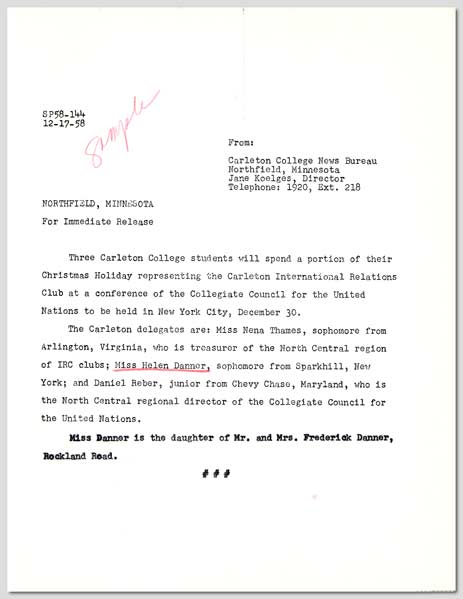 SP58-144
12-17-58
Sample
From:
Carleton College News Bureau
Northfield, Minnesota
Jane Koelges, Director
Telephone: 1920, Ext. 218
NORTHFIELD, MINNESOTA
For Immediate Release
Three Carleton College students will spend a portion of their
Christmas Holiday representing the Carleton International Relations
Club at a conference of the Collegiate Council for the United
Nations to be held in New York City, December 30.
The Carleton delegates are: Miss Nena Thames, sophomore from
Arlington, Virginia, who is treasurer of the North Central region
of IRC clubs; Miss Helen Danner, sophomore from Sparkhill, New
York; and Daniel Reber, junior from Chevy Chase, Maryland, who is
the North Central regional director of the Collegiate Council for
the United Nations.
Miss Danner is the daughter of Mr. and Mrs. Frederick Danner,
Rockland Road.
# # #